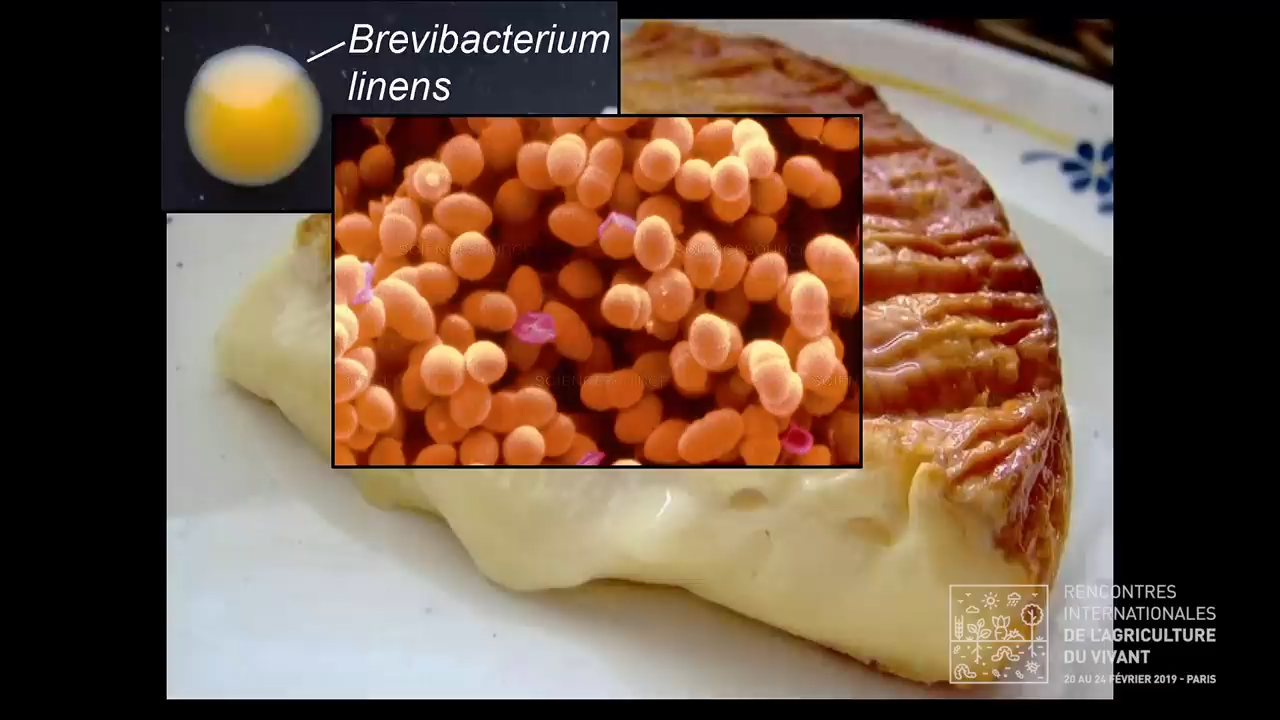 Brevibacterium
linens
RENCONTRES
INTERNATIONALES
DE L'AGRICULTURE
DU VIVANT
20 AU 24 FÉVRIER 2019 - PARIS